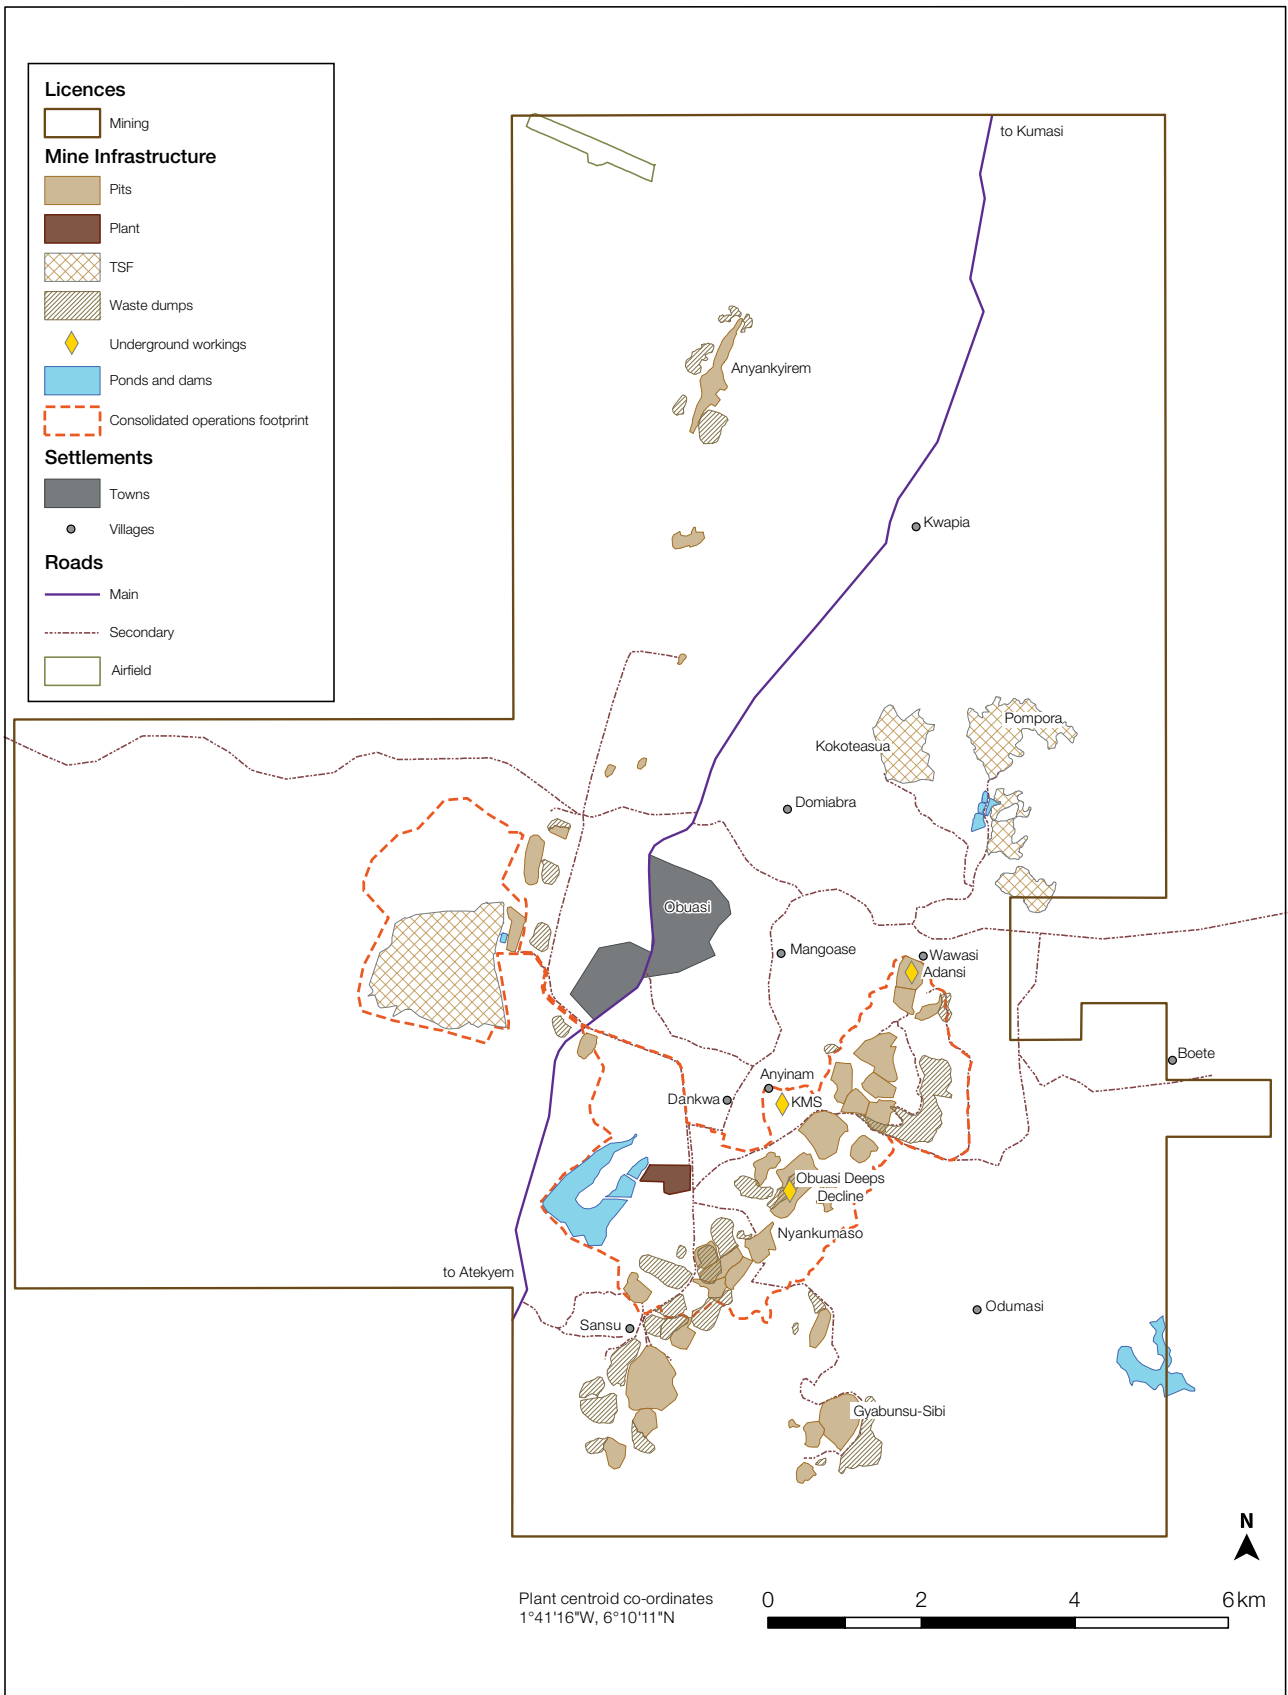 Licences
Mining
Mine Infrastructure
Pits
Plant
TSF
Waste dumps
Underground workings
Ponds and dams
Consolidated operations footprint
Settlements
Towns
Villages
Roads
Main
Secondary
Airfield
to Kumasi
Anyankyirem
Kwapia
Pompora
Kokoteasua
Domiabra
Obuasi
Mangoase
Wawasi
Adansi
Boete
Anyinam
Dankwa
KMS
Obuasi Deeps
Decline
Nyankumaso
to Atekyem
Odumasi
Sansu
Gyabunsu-Sibi
N
Plant centroid co-ordinates
1°41'16"W, 6°10'11"N
0 2 4 6 km